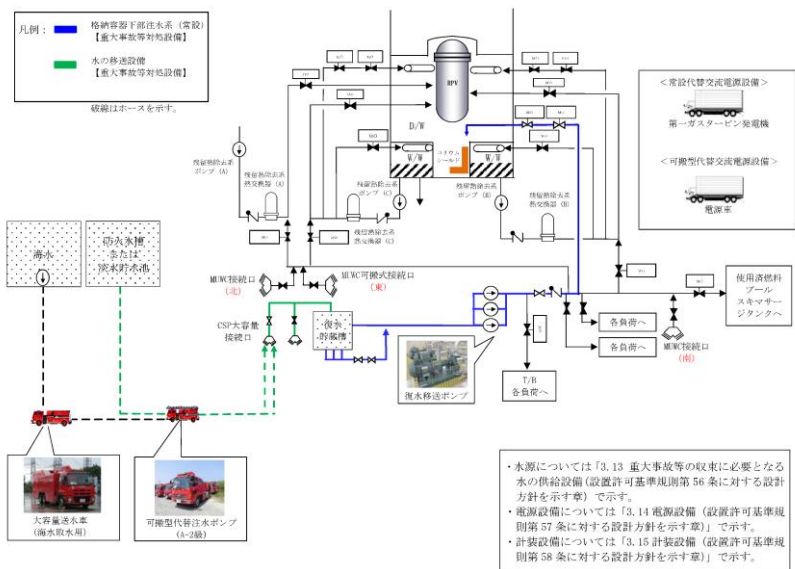 凡例：
格納容器下部注水系（常設）
【重大事故等対処設備】
水の移送設備
【重大事故等対処設備】
破線はホースを示す。
RPV
D/W
W/W
W/W
コリウム
シールド
＜常設代替交流電源設備＞
第一ガスタービン発電機
＜可搬型代替交流電源設備＞
電源車
残留熱除去系
ポンプ（A）
残留熱除去系
熱交換器（A）
残留熱除去系
ポンプ（C）
残留熱除去系
熱交換器（C）
残留熱除去系
ポンプ（B）
残留熱除去系
熱交換器（B）
海水
防火水槽
または
淡水貯水池
MUWC接続口
（北）
MUWC可搬式接続口
（東）
CSP大容量
接続口
復水
貯蔵槽
復水移送ポンプ
T/B
各負荷へ
各負荷へ
各負荷へ
MUWC接続口
（南）
使用済燃料
プール
スキマサー
ジタンクへ
大容量送水車
（海水取水用）
可搬型代替注水ポンプ
（A-2級）
・水源については「3.13 重大事故等の収束に必要となる
水の供給設備（設置許可基準規則第56条に対する設計
方針を示す章）で示す。
・電源設備については「3.14 電源設備（設置許可基準規
則第57条に対する設計方針を示す章）」で示す。
・計装設備については「3.15 計装設備（設置許可基準規
則第58条に対する設計方針を示す章）」で示す。